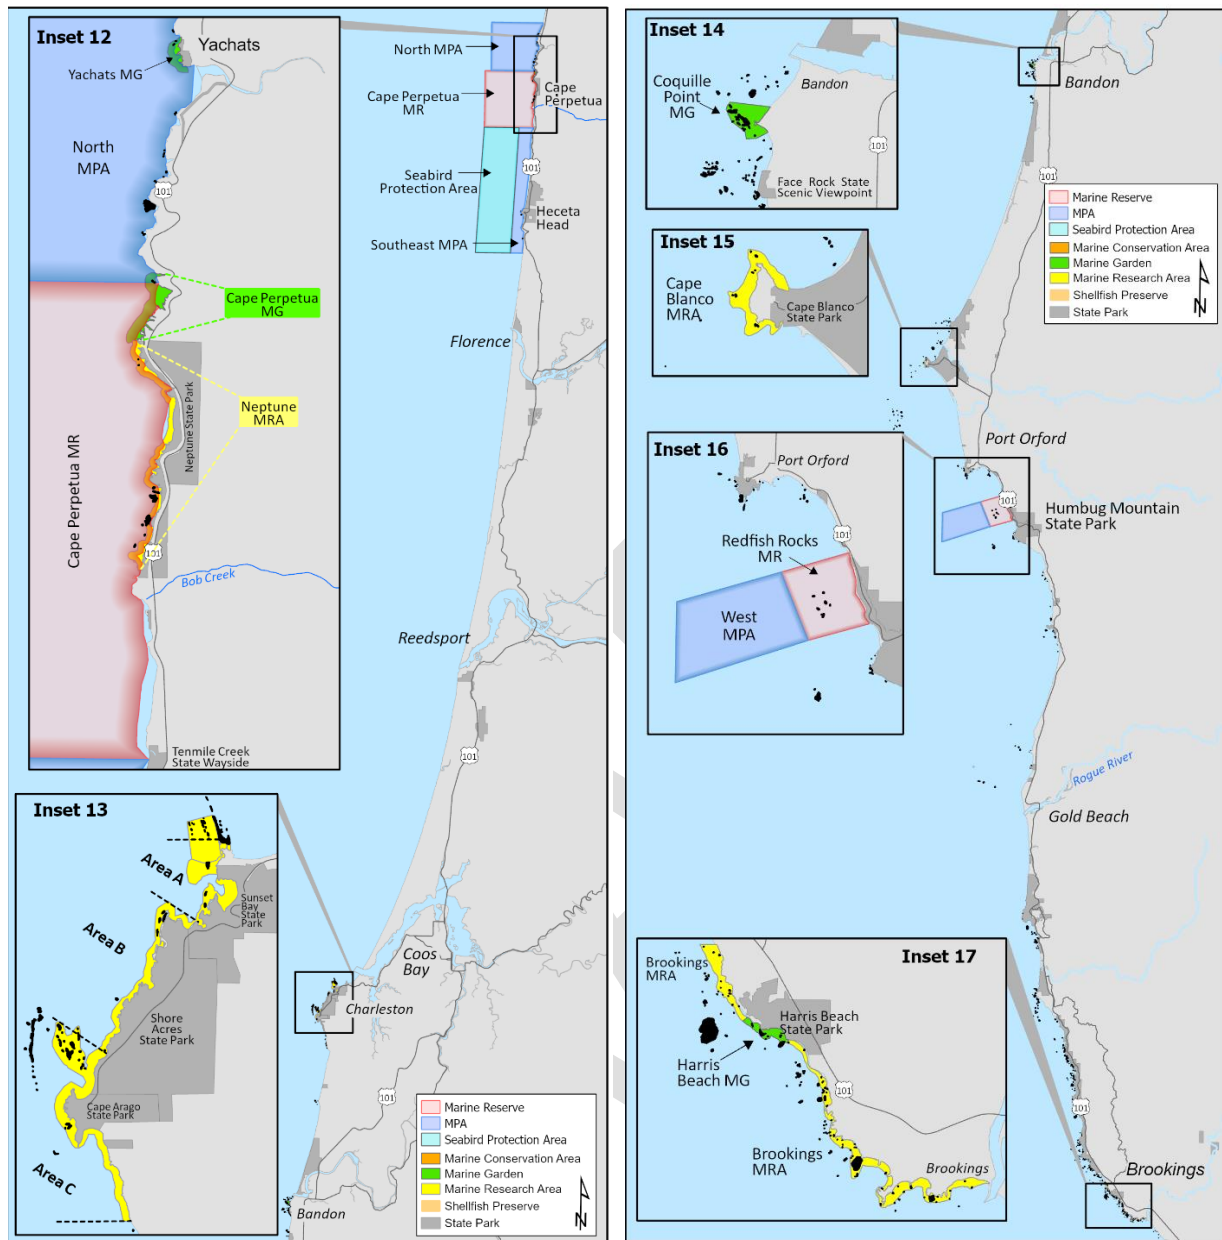 Inset 12
Yachats
Yachats MG
North
MPA
101
Cape Perpetua
MG
Neptune
MRA
Neptune State Park
Cape Perpetua MR
101
Bob Creek
Tenmile Creek
State Wayside
North MPA
Cape Perpetua
MR
Cape
Perpetua
Seabird
Protection Area
101
Heceta
Head
Southeast MPA
Florence
Reedsport
101
Inset 13
Area A
Sunset
Bay
State
Park
Area B
Shore
Acres
State Park
Cape Arago
State Park
Area C
Coos
Bay
Charleston
101
Bandon
Marine Reserve
MPA
Seabird Protection Area
Marine Conservation Area
Marine Garden
Marine Research Area
Shellfish Preserve
State Park
N
Inset 14
Coquille
Point
MG
Bandon
101
Face Rock State
Scenic Viewpoint
Bandon
101
Marine Reserve
MPA
Seabird Protection Area
Marine Conservation Area
Marine Garden
Marine Research Area
Shellfish Preserve
State Park
N
Inset 15
Cape
Blanco
MRA
Cape Blanco
State Park
Port Orford
Inset 16
Port Orford
101
Redfish Rocks
MR
West
MPA
101
Humbug Mountain
State Park
Rogue River
Gold Beach
Inset 17
Brookings
MRA
Harris Beach
State Park
Harris
Beach MG
101
Brookings
MRA
Brookings
101
Brookings